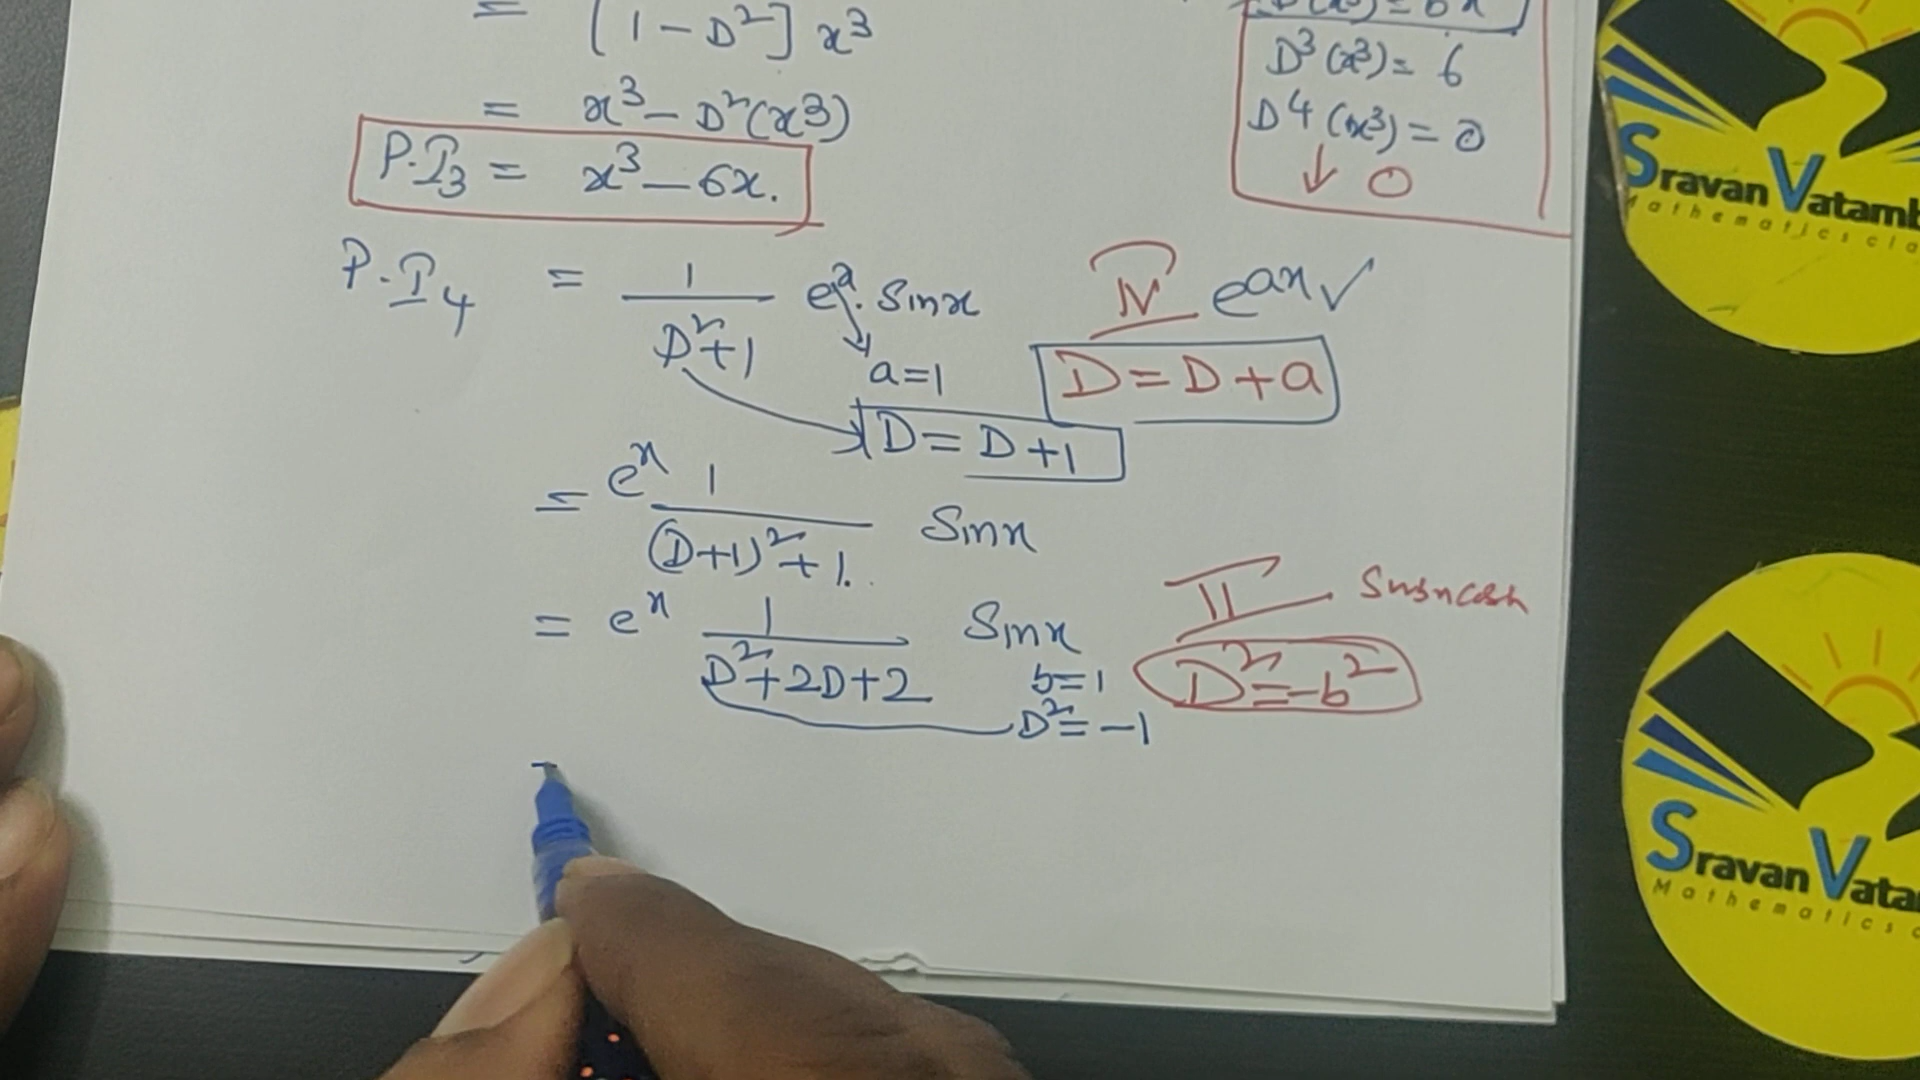 = [1-D²] x³
= x³ - D²(x³)
P.I₃ = x³ - 6x.
D³(x³) = 6
D⁴(x³) = 0
↓ 0
P.I₄ = 1/(D²+1) eˣ. Sinx
a=1
D = D+1
IV eᵃˣ ✓
D = D + a
= eˣ 1/((D+1)²+1.) Sinx
= eˣ 1/(D²+2D+2) Sinx
b=1
D² = -1
II
D² = -b²
Sravan Vatamb
Mathematics cla
Sravan Vata
Mathematics c